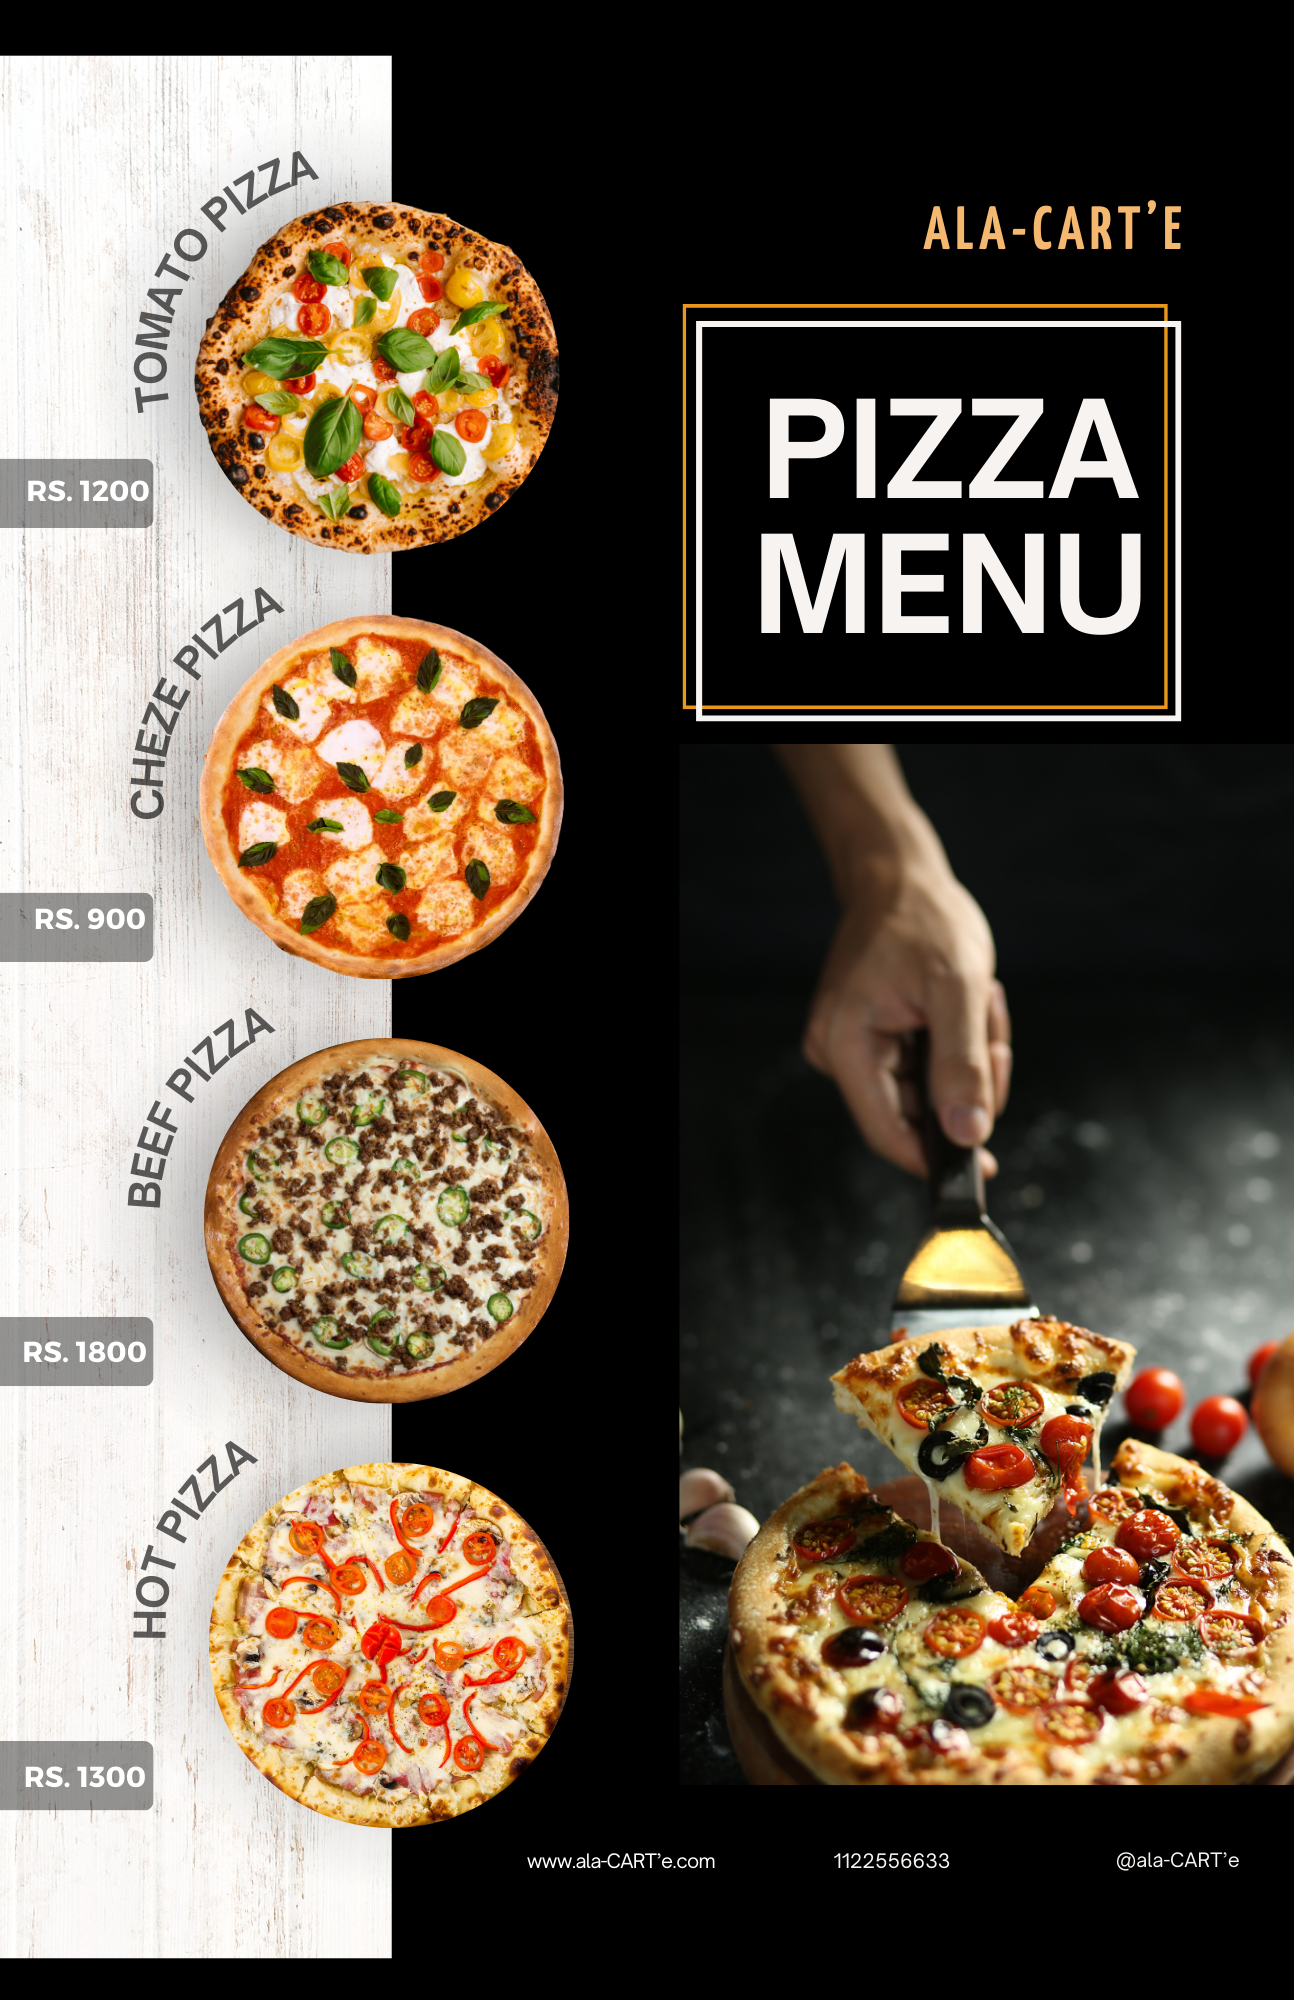 TOMATO PIZZA
RS. 1200
CHEZE PIZZA
RS. 900
BEEF PIZZA
RS. 1800
HOT PIZZA
RS. 1300
ALA-CART’E
PIZZA
MENU
www.ala-CART’e.com
1122556633
@ala-CART’e